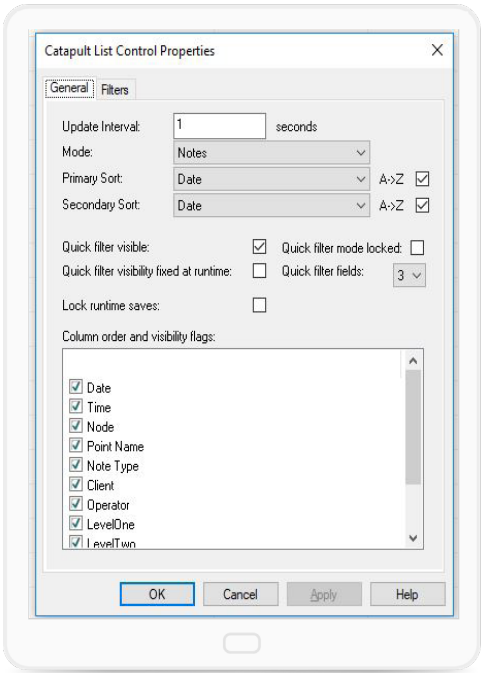 Catapult List Control Properties
General Filters
Update Interval: 1 seconds
Mode: Notes
Primary Sort: Date A->Z
Secondary Sort: Date A->Z
Quick filter visible: Quick filter mode locked:
Quick filter visibility fixed at runtime: Quick filter fields: 3
Lock runtime saves:
Column order and visibility flags:
Date
Time
Node
Point Name
Note Type
Client
Operator
LevelOne
LevelTwo
OK Cancel Apply Help